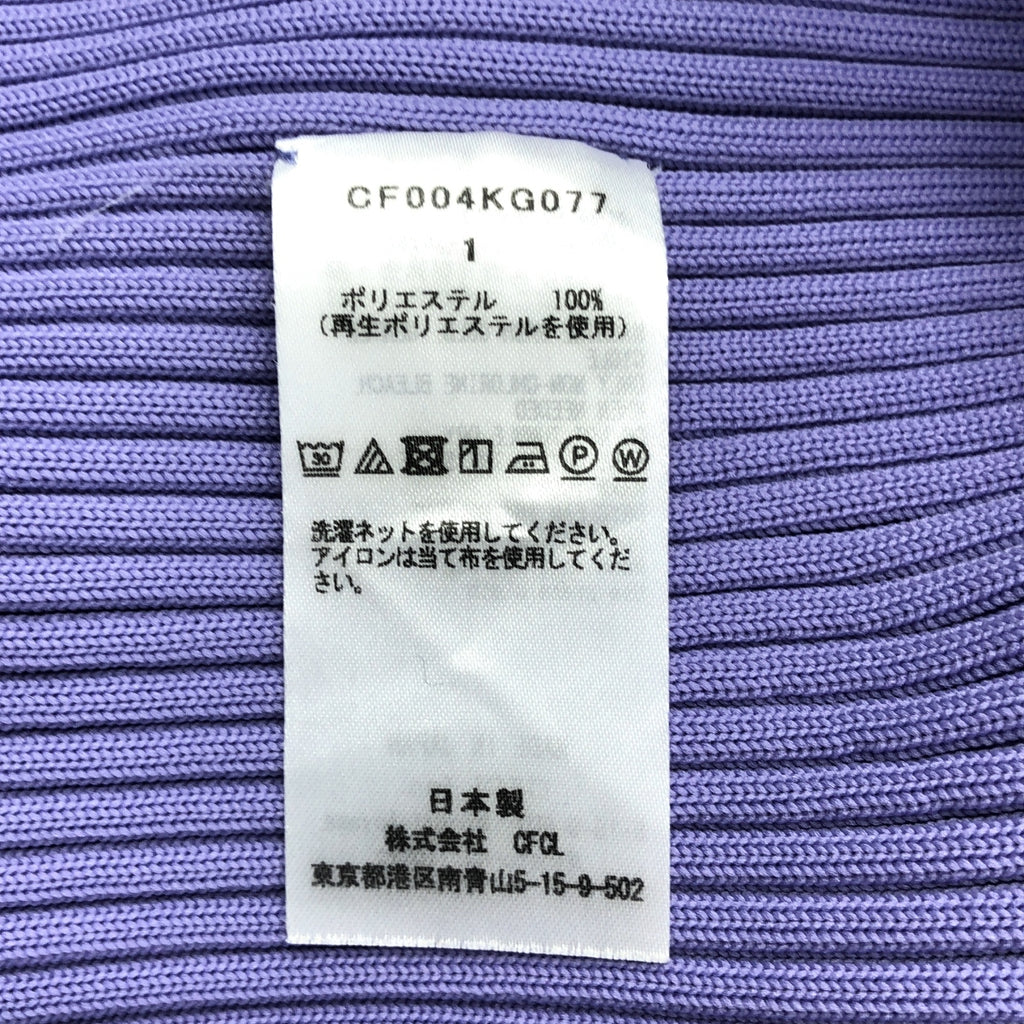 CF004KG077
1
ポリエステル 100%
(再生ポリエステルを使用)
30 P W
洗濯ネットを使用してください。
アイロンは当て布を使用してくだ
さい。
日本製
株式会社 CFCL
東京都港区南青山5-15-9-502